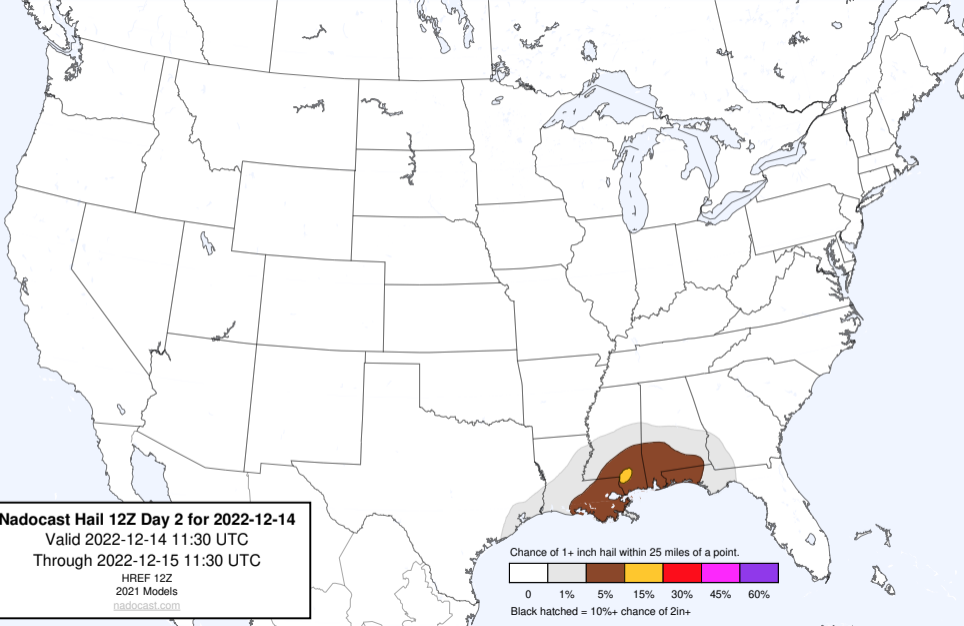 Nadocast Hail 12Z Day 2 for 2022-12-14
Valid 2022-12-14 11:30 UTC
Through 2022-12-15 11:30 UTC
HREF 12Z
2021 Models
nadocast.com
Chance of 1+ inch hail within 25 miles of a point.
0 1% 5% 15% 30% 45% 60%
Black hatched = 10%+ chance of 2in+